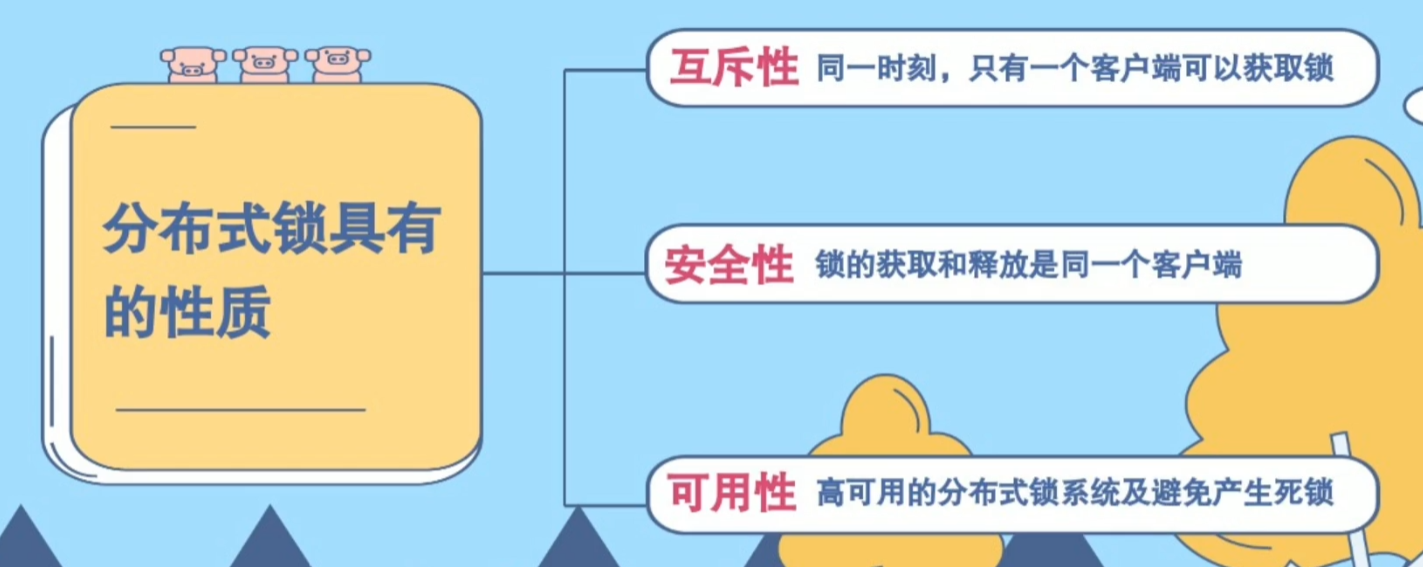 分布式锁具有
的性质
互斥性 同一时刻，只有一个客户端可以获取锁
安全性 锁的获取和释放是同一个客户端
可用性 高可用的分布式锁系统及避免产生死锁